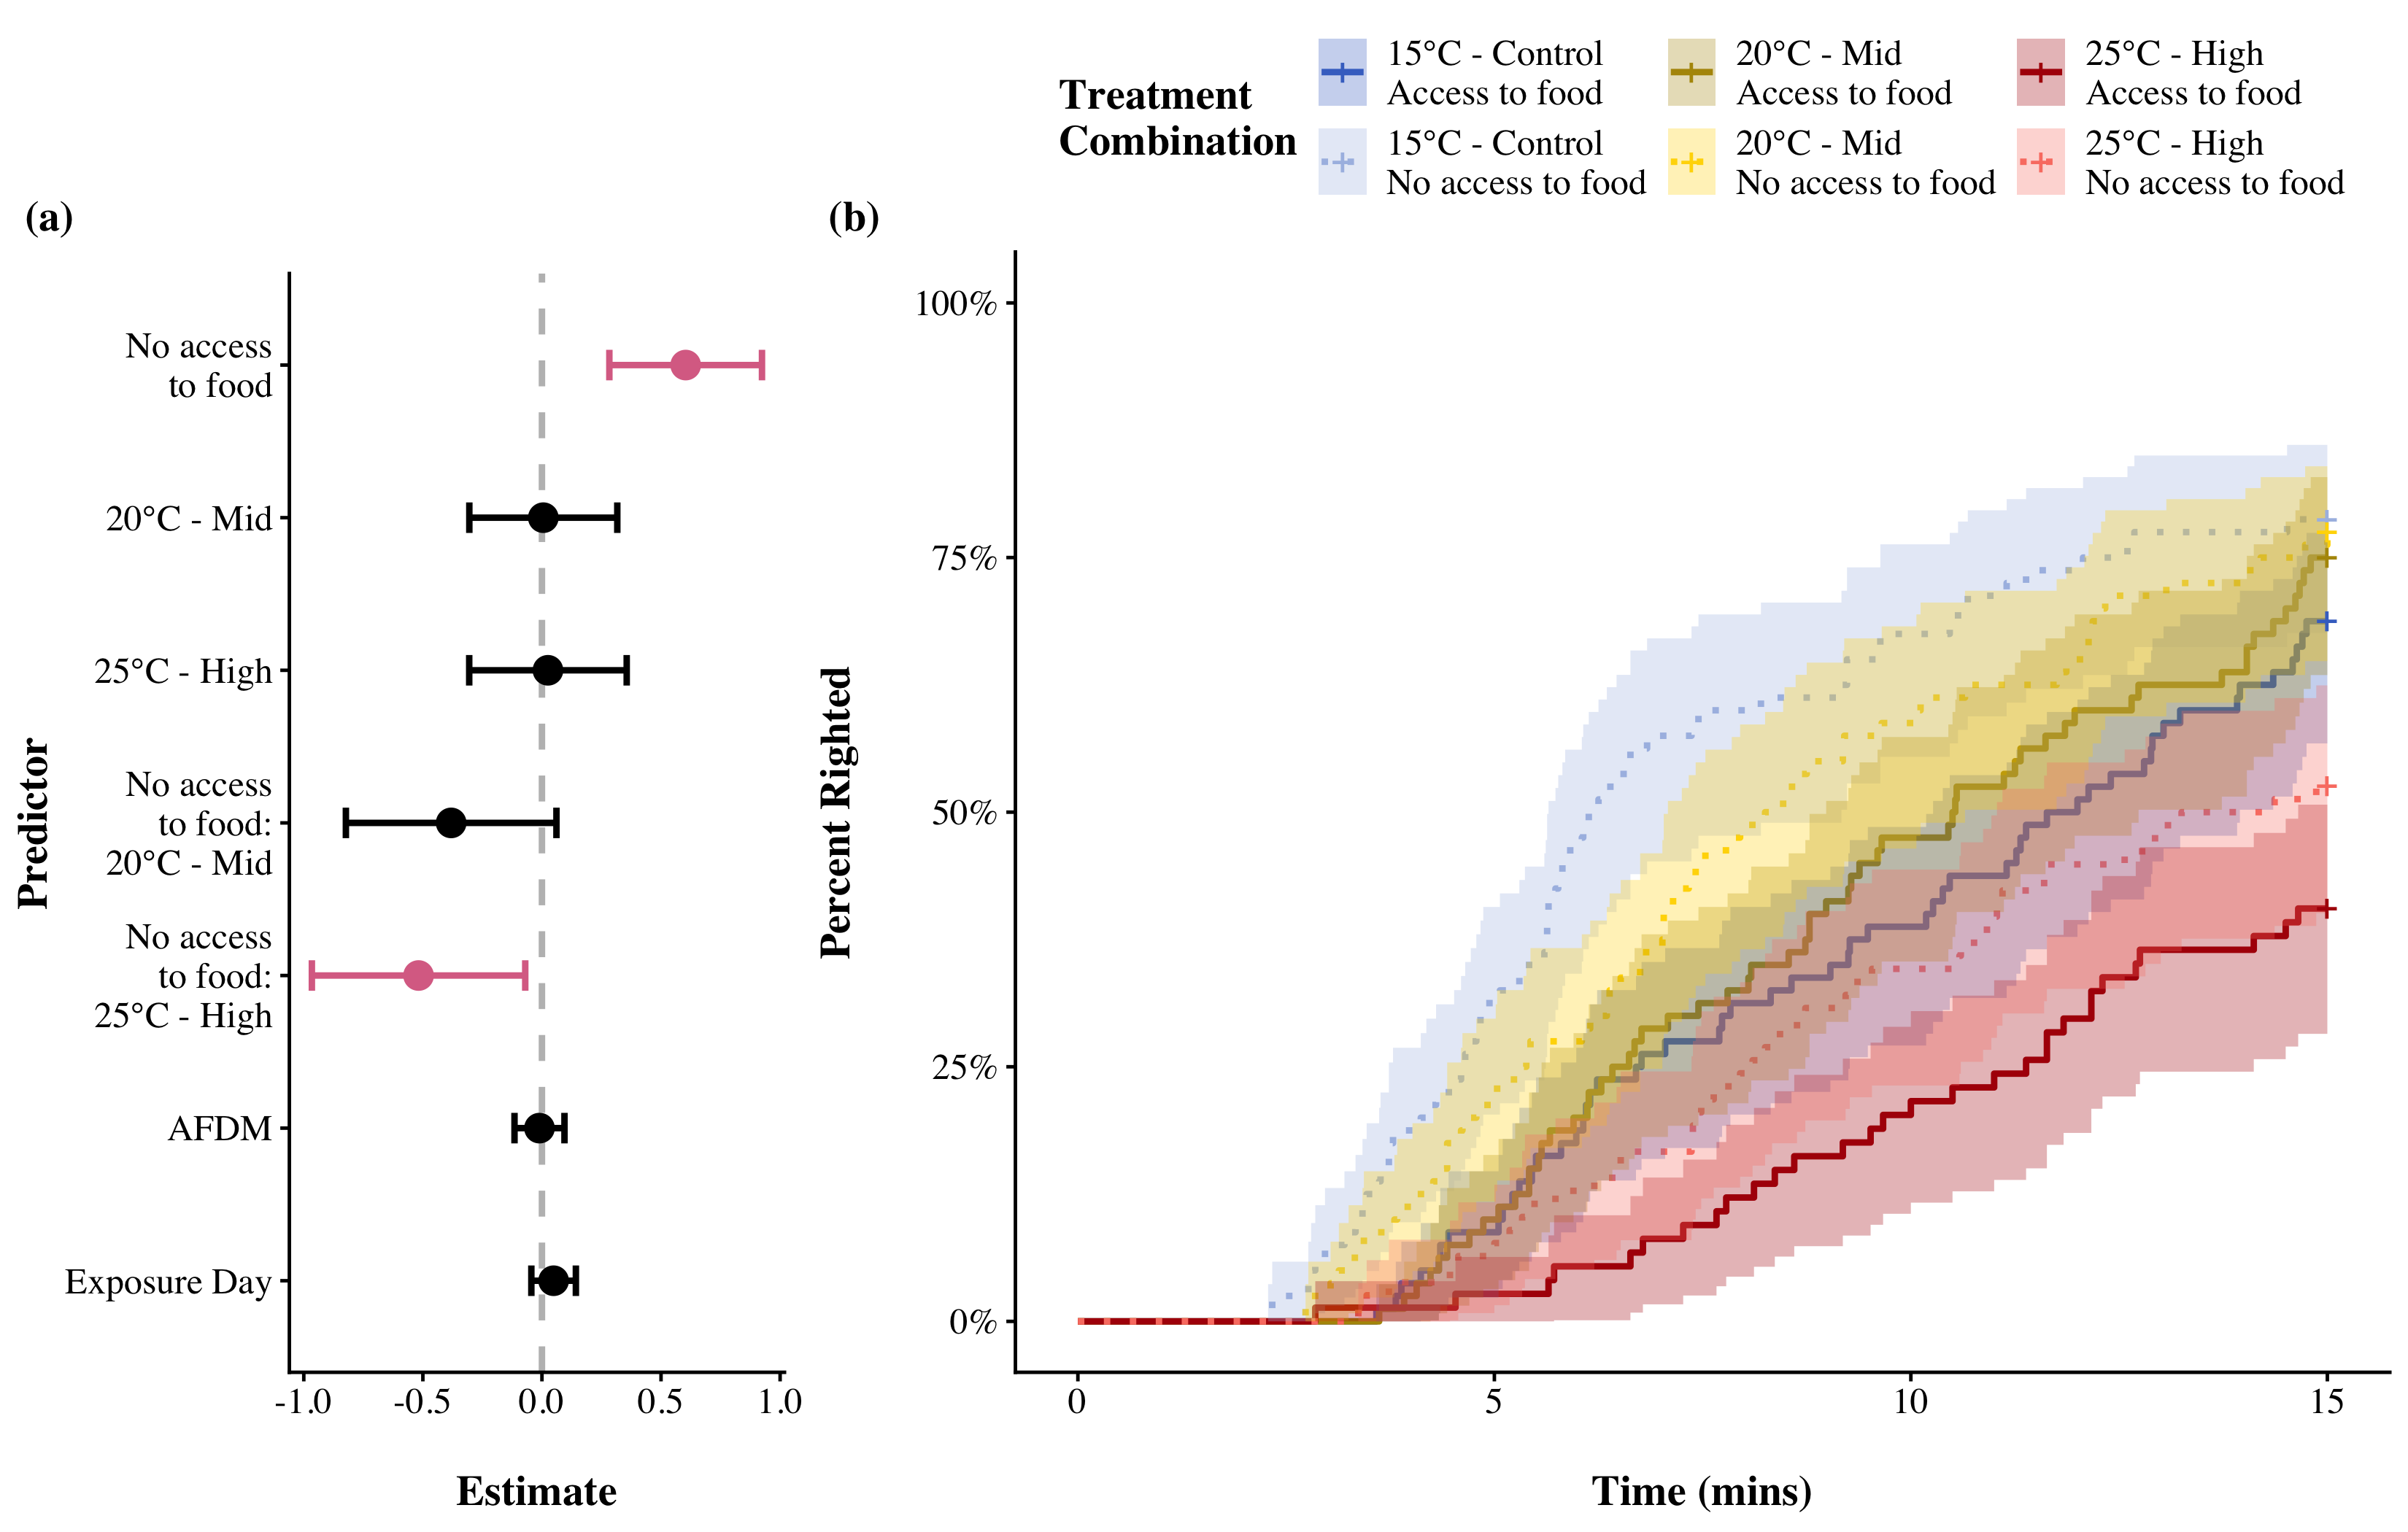 Treatment
Combination
15°C - Control
Access to food
20°C - Mid
Access to food
25°C - High
Access to food
15°C - Control
No access to food
20°C - Mid
No access to food
25°C - High
No access to food
(a)
Predictor
No access
to food
20°C - Mid
25°C - High
No access
to food:
20°C - Mid
No access
to food:
25°C - High
AFDM
Exposure Day
-1.0
-0.5
0.0
0.5
1.0
Estimate
(b)
Percent Righted
100%
75%
50%
25%
0%
0
5
10
15
Time (mins)